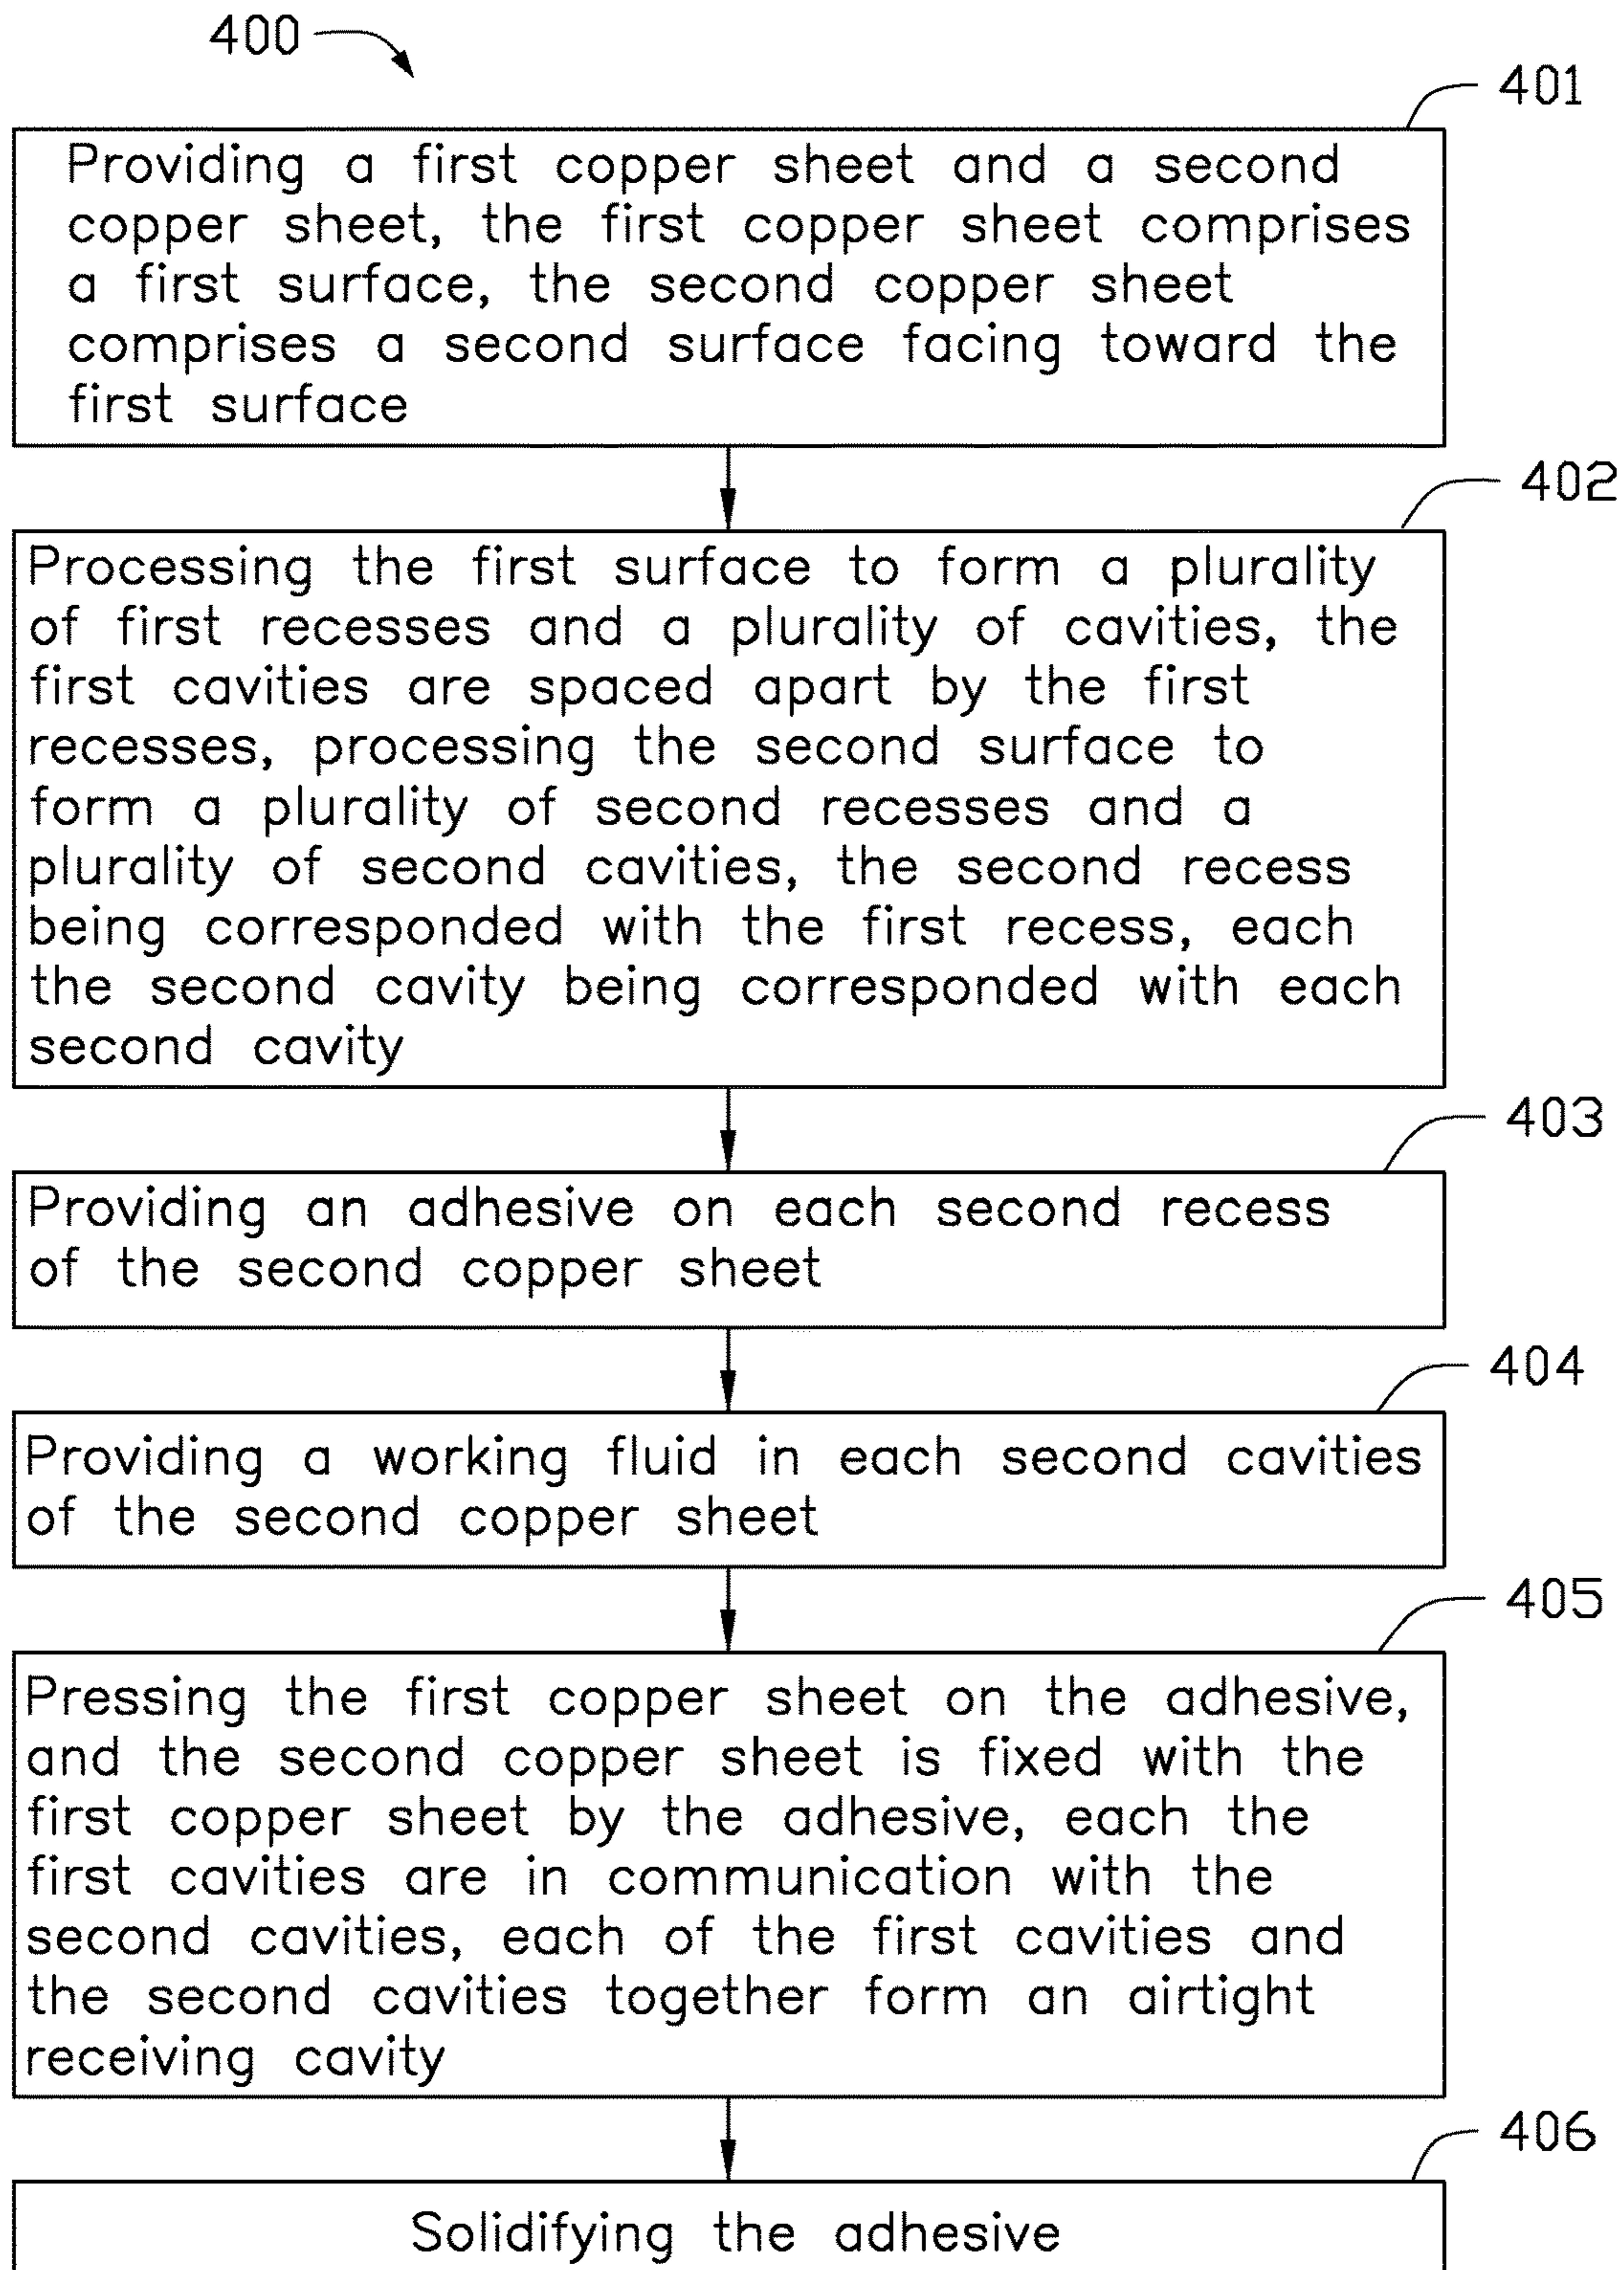 400
401
Providing a first copper sheet and a second
copper sheet, the first copper sheet comprises
a first surface, the second copper sheet
comprises a second surface facing toward the
first surface
402
Processing the first surface to form a plurality
of first recesses and a plurality of cavities, the
first cavities are spaced apart by the first
recesses, processing the second surface to
form a plurality of second recesses and a
plurality of second cavities, the second recess
being corresponded with the first recess, each
the second cavity being corresponded with each
second cavity
403
Providing an adhesive on each second recess
of the second copper sheet
404
Providing a working fluid in each second cavities
of the second copper sheet
405
Pressing the first copper sheet on the adhesive,
and the second copper sheet is fixed with the
first copper sheet by the adhesive, each the
first cavities are in communication with the
second cavities, each of the first cavities and
the second cavities together form an airtight
receiving cavity
406
Solidifying the adhesive